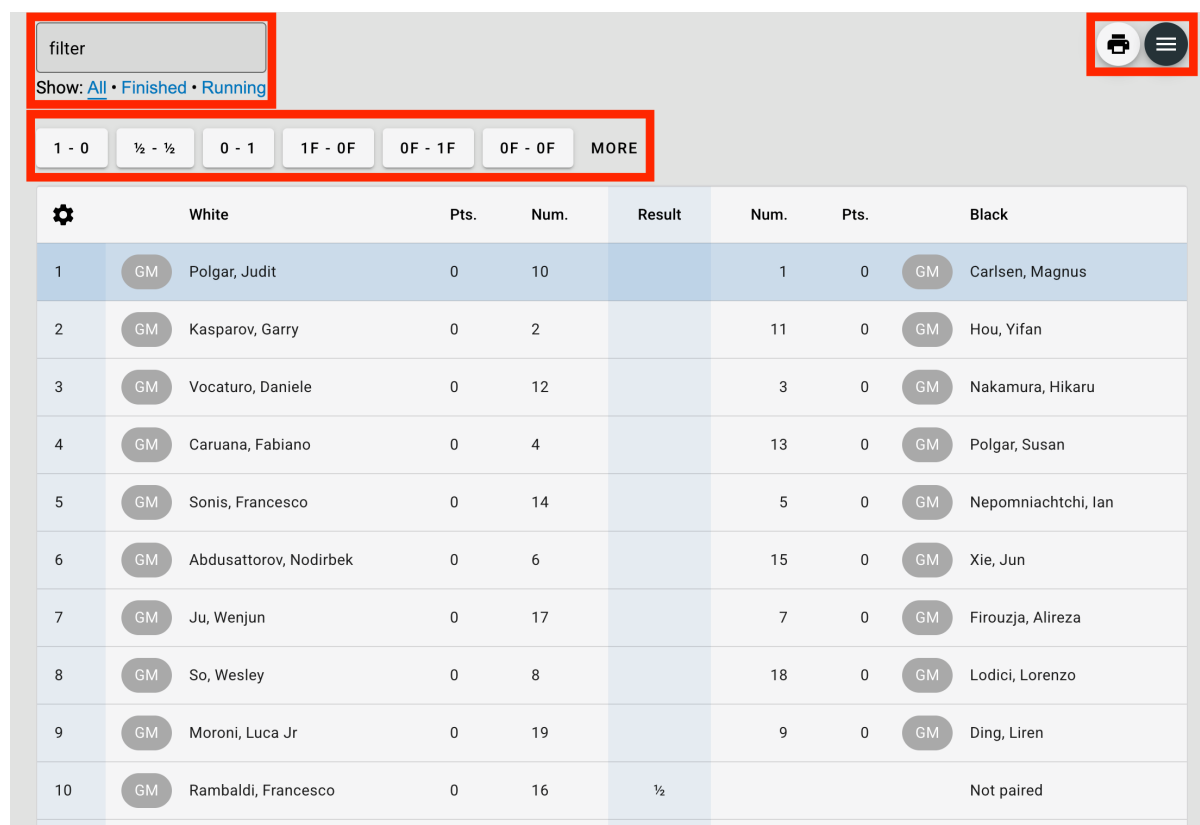 filter
Show: All • Finished • Running
1 - 0 ½ - ½ 0 - 1 1F - 0F 0F - 1F 0F - 0F MORE
White Pts. Num. Result Num. Pts. Black
1 GM Polgar, Judit 0 10 1 0 GM Carlsen, Magnus
2 GM Kasparov, Garry 0 2 11 0 GM Hou, Yifan
3 GM Vocaturo, Daniele 0 12 3 0 GM Nakamura, Hikaru
4 GM Caruana, Fabiano 0 4 13 0 GM Polgar, Susan
5 GM Sonis, Francesco 0 14 5 0 GM Nepomniachtchi, Ian
6 GM Abdusattorov, Nodirbek 0 6 15 0 GM Xie, Jun
7 GM Ju, Wenjun 0 17 7 0 GM Firouzja, Alireza
8 GM So, Wesley 0 8 18 0 GM Lodici, Lorenzo
9 GM Moroni, Luca Jr 0 19 9 0 GM Ding, Liren
10 GM Rambaldi, Francesco 0 16 ½ Not paired